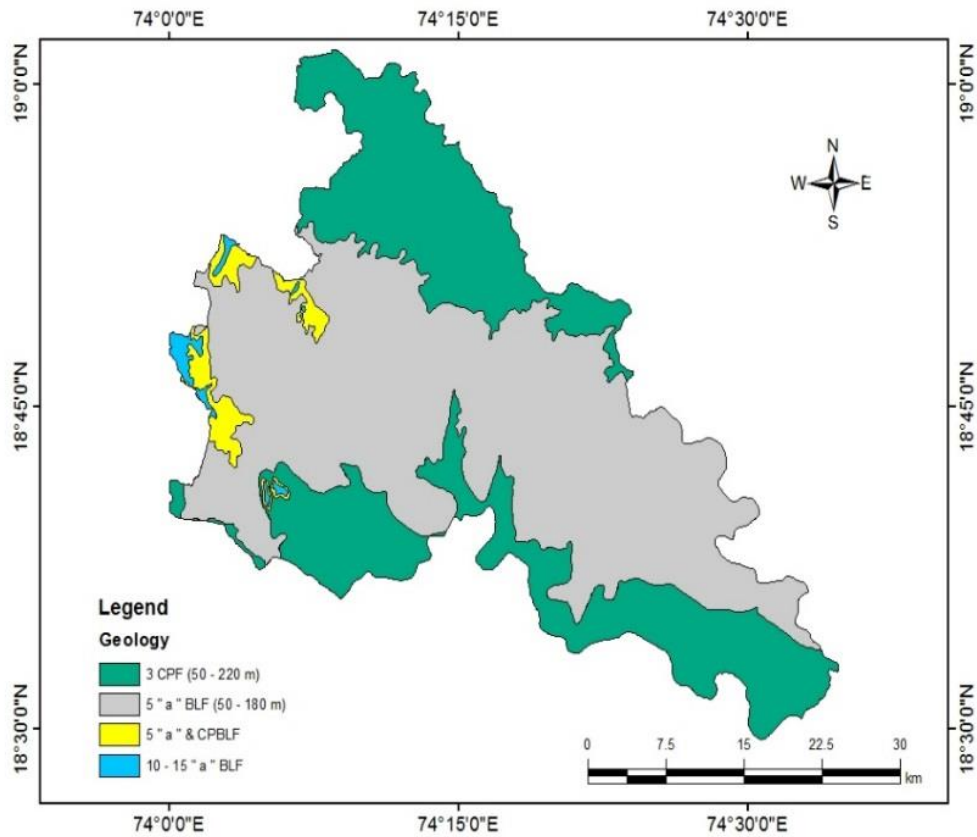 74°0'0"E 74°15'0"E 74°30'0"E
19°0'0"N 19°0'0"N
N
W E
S
18°45'0"N 18°45'0"N
Legend
Geology
3 CPF (50 - 220 m)
5 " a " BLF (50 - 180 m)
5 " a " & CPBLF
10 - 15 " a " BLF
18°30'0"N 18°30'0"N
0 7.5 15 22.5 30
km
74°0'0"E 74°15'0"E 74°30'0"E